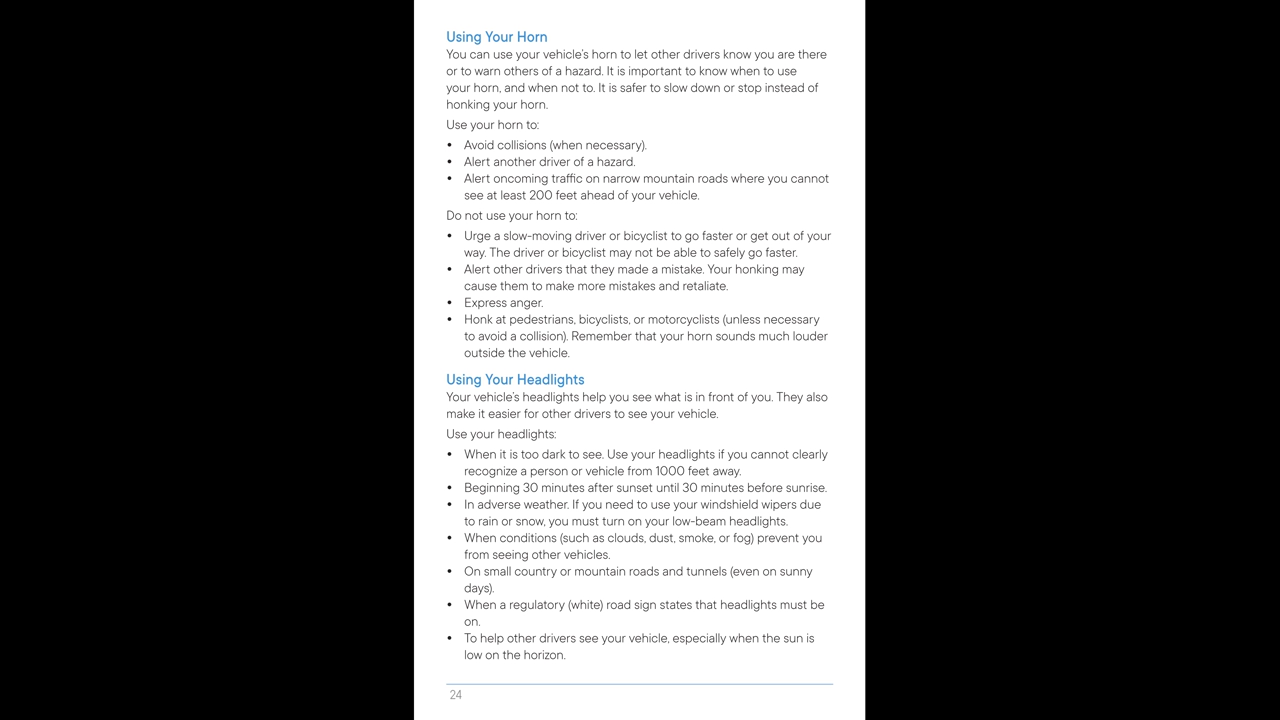 Using Your Horn
You can use your vehicle's horn to let other drivers know you are there
or to warn others of a hazard. It is important to know when to use
your horn, and when not to. It is safer to slow down or stop instead of
honking your horn.
Use your horn to:
• Avoid collisions (when necessary).
• Alert another driver of a hazard.
• Alert oncoming traffic on narrow mountain roads where you cannot
see at least 200 feet ahead of your vehicle.
Do not use your horn to:
• Urge a slow-moving driver or bicyclist to go faster or get out of your
way. The driver or bicyclist may not be able to safely go faster.
• Alert other drivers that they made a mistake. Your honking may
cause them to make more mistakes and retaliate.
• Express anger.
• Honk at pedestrians, bicyclists, or motorcyclists (unless necessary
to avoid a collision). Remember that your horn sounds much louder
outside the vehicle.
Using Your Headlights
Your vehicle's headlights help you see what is in front of you. They also
make it easier for other drivers to see your vehicle.
Use your headlights:
• When it is too dark to see. Use your headlights if you cannot clearly
recognize a person or vehicle from 1000 feet away.
• Beginning 30 minutes after sunset until 30 minutes before sunrise.
• In adverse weather. If you need to use your windshield wipers due
to rain or snow, you must turn on your low-beam headlights.
• When conditions (such as clouds, dust, smoke, or fog) prevent you
from seeing other vehicles.
• On small country or mountain roads and tunnels (even on sunny
days).
• When a regulatory (white) road sign states that headlights must be
on.
• To help other drivers see your vehicle, especially when the sun is
low on the horizon.
24